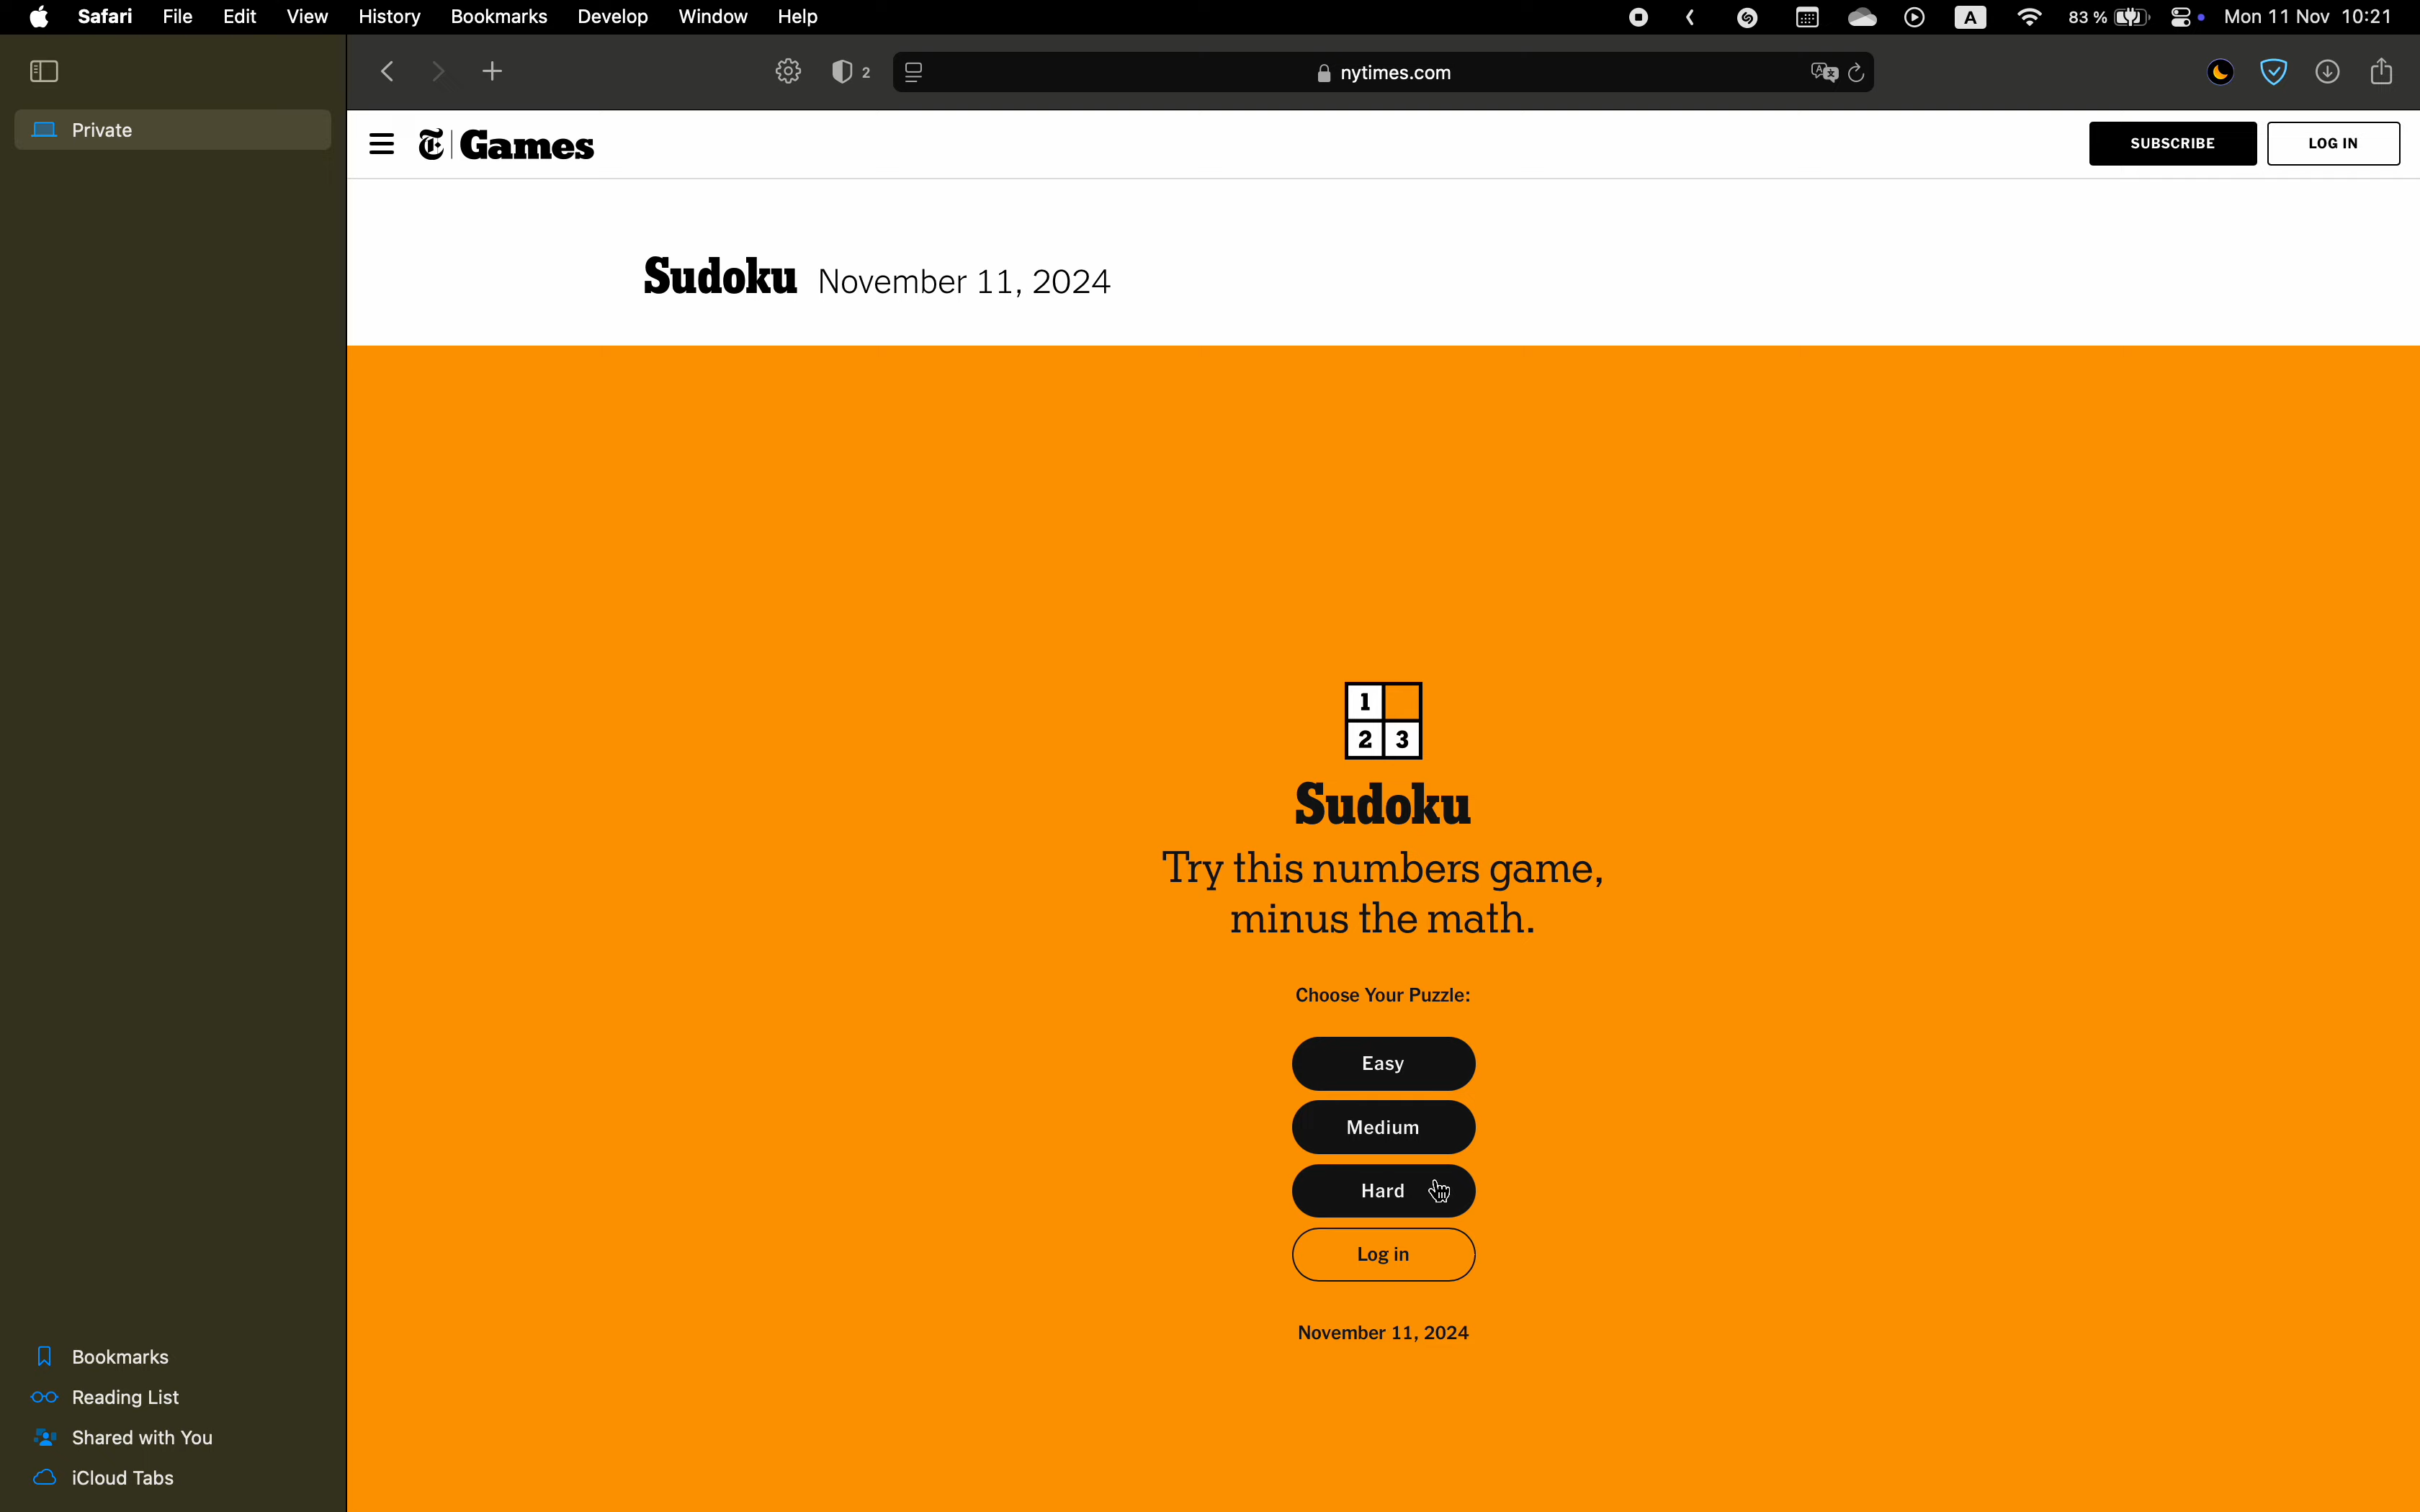 Safari File Edit View History Bookmarks Develop Window Help A 83 % Mon 11 Nov 10:21
2 nytimes.com
Private
T Games SUBSCRIBE LOG IN
Sudoku November 11, 2024
1
2 3
Sudoku
Try this numbers game,
minus the math.
Choose Your Puzzle:
Easy
Medium
Hard
Log in
November 11, 2024
Bookmarks
Reading List
Shared with You
iCloud Tabs